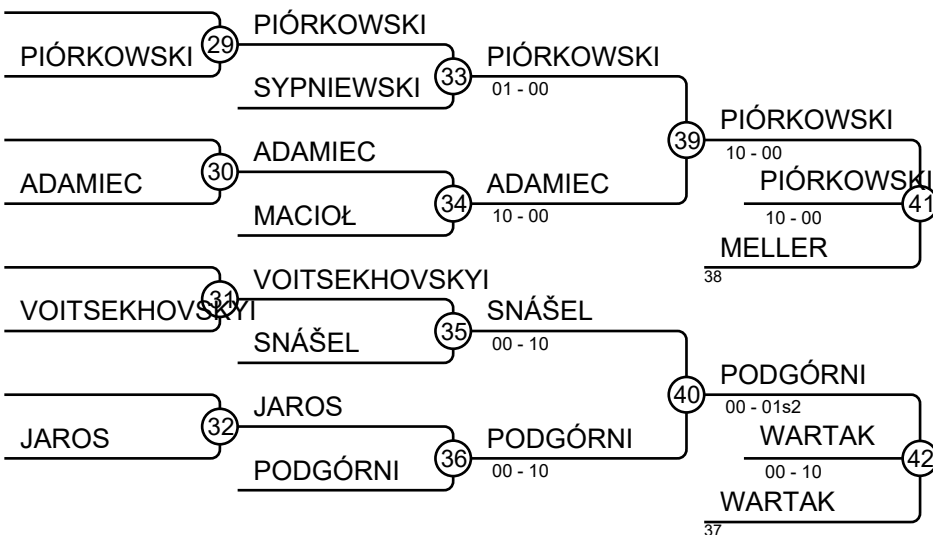 PIÓRKOWSKI
29
PIÓRKOWSKI
SYPNIEWSKI
33
PIÓRKOWSKI
01 - 00
ADAMIEC
30
ADAMIEC
MACIOŁ
34
ADAMIEC
10 - 00
39
PIÓRKOWSKI
10 - 00
PIÓRKOWSKI
10 - 00
41
MELLER
38
VOITSEKHOVSKYI
31
VOITSEKHOVSKYI
SNÁŠEL
35
SNÁŠEL
00 - 10
JAROS
32
JAROS
PODGÓRNI
36
PODGÓRNI
00 - 10
40
PODGÓRNI
00 - 01s2
WARTAK
00 - 10
42
WARTAK
37